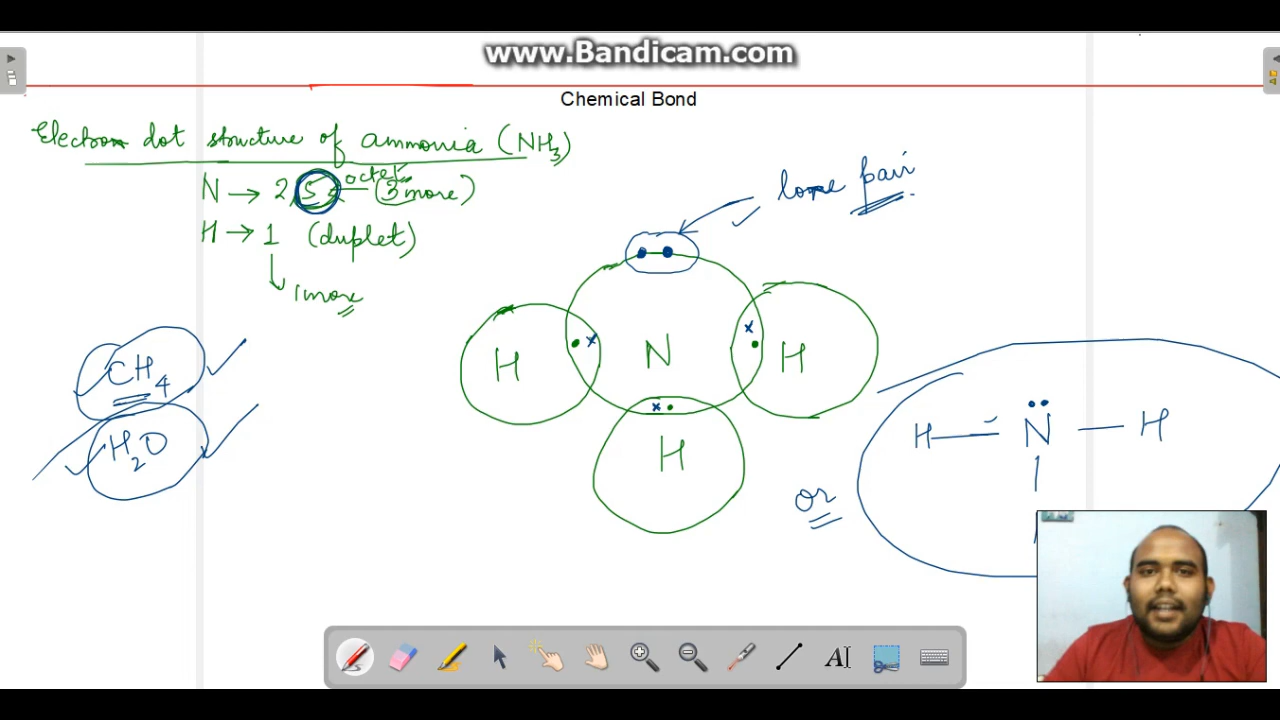 www.Bandicam.com
Chemical Bond
Electron dot structure of ammonia (NH3)
N → 2,5 octet (3 more)
H → 1 (duplet)
1 more
lone pair
CH4
H2O
H N H
H
or
H — N — H
AI